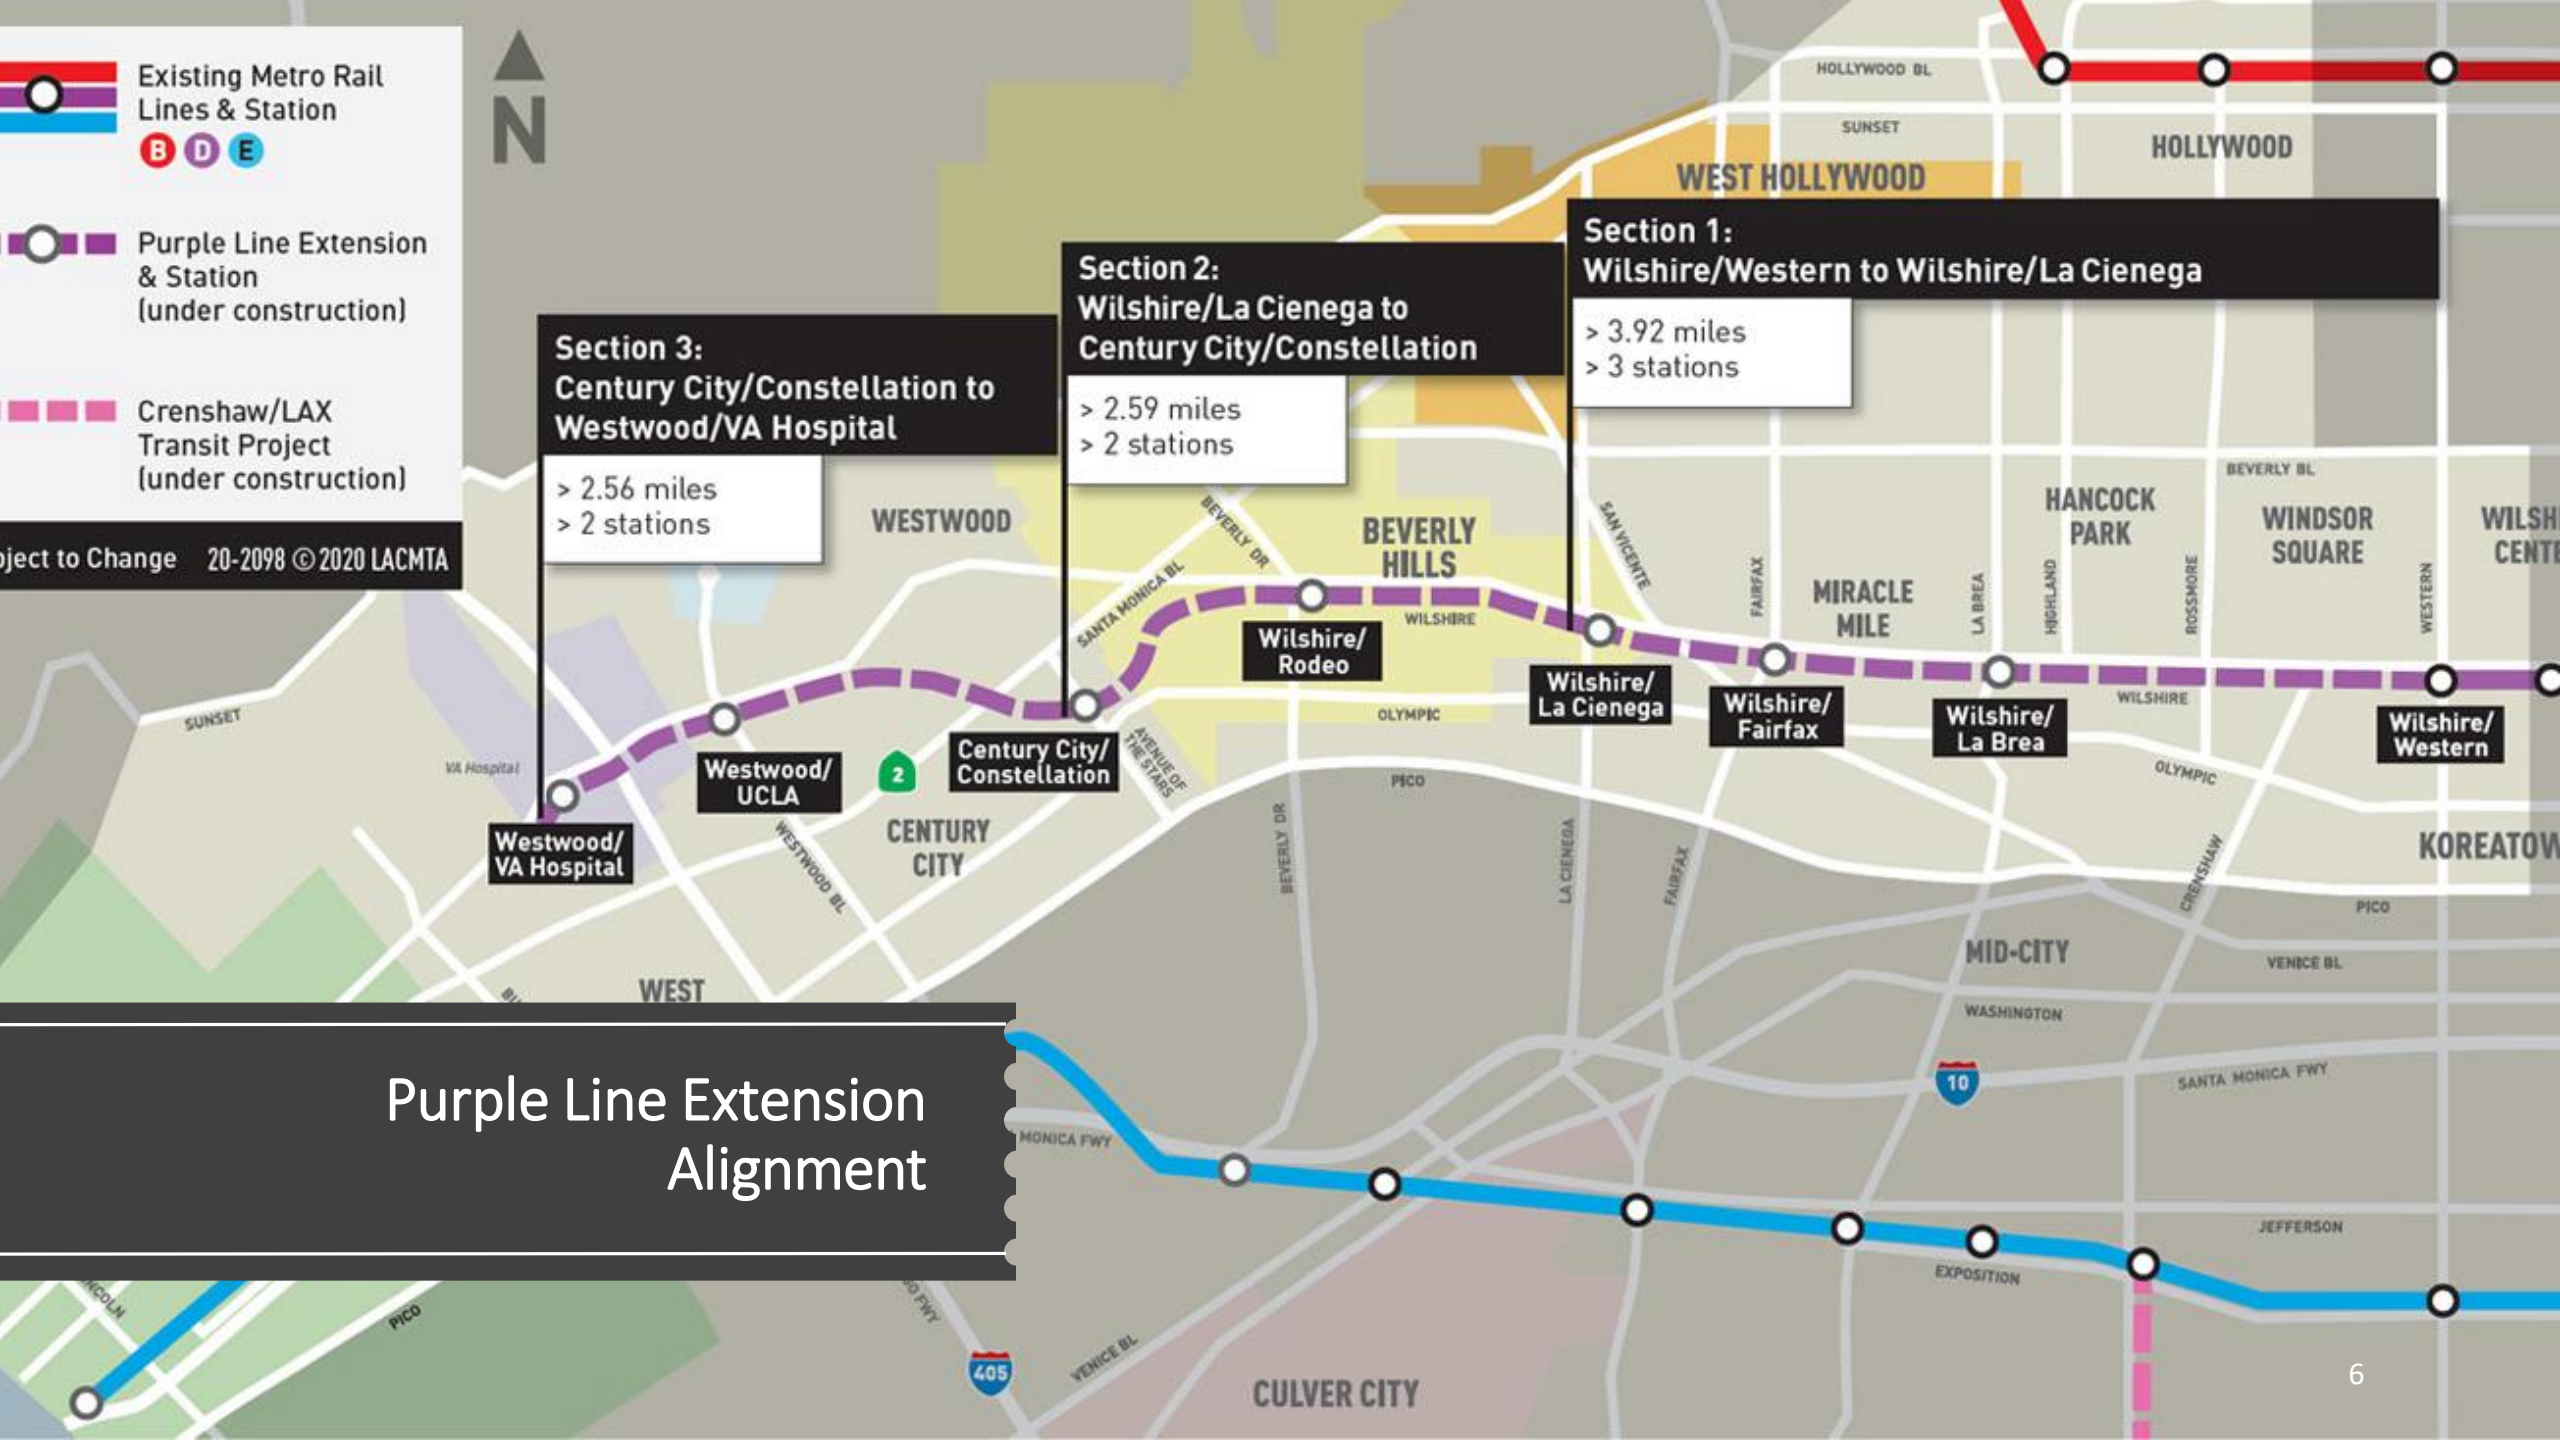 Existing Metro Rail
Lines & Station
B D E
Purple Line Extension
& Station
(under construction)
Crenshaw/LAX
Transit Project
(under construction)
to Change 20-2098 © 2020 LACMTA
N
Section 3:
Century City/Constellation to
Westwood/VA Hospital
> 2.56 miles
> 2 stations
Section 2:
Wilshire/La Cienega to
Century City/Constellation
> 2.59 miles
> 2 stations
Section 1:
Wilshire/Western to Wilshire/La Cienega
> 3.92 miles
> 3 stations
HOLLYWOOD BL
SUNSET
HOLLYWOOD
WEST HOLLYWOOD
BEVERLY BL
HANCOCK
PARK
WINDSOR
SQUARE
WESTWOOD
BEVERLY DR
BEVERLY
HILLS
SAN VICENTE
FAIRFAX
MIRACLE
MILE
LA BREA
HIGHLAND
ROSSMORE
WESTERN
SANTA MONICA BL
WILSHIRE
Wilshire/
Rodeo
Wilshire/
La Cienega
Wilshire/
Fairfax
Wilshire/
La Brea
WILSHIRE
Wilshire/
Western
SUNSET
VA Hospital
OLYMPIC
Westwood/
UCLA
2
Century City/
Constellation
AVENUE OF
THE STARS
PICO
OLYMPIC
Westwood/
VA Hospital
WESTWOOD BL
CENTURY
CITY
BEVERLY DR
LA CIENEGA
FAIRFAX
CRENSHAW
PICO
MID-CITY
VENICE BL
WEST
WASHINGTON
10
SANTA MONICA FWY
Purple Line Extension
Alignment
MONICA FWY
JEFFERSON
EXPOSITION
PICO
FWY
405
VENICE BL
CULVER CITY
6